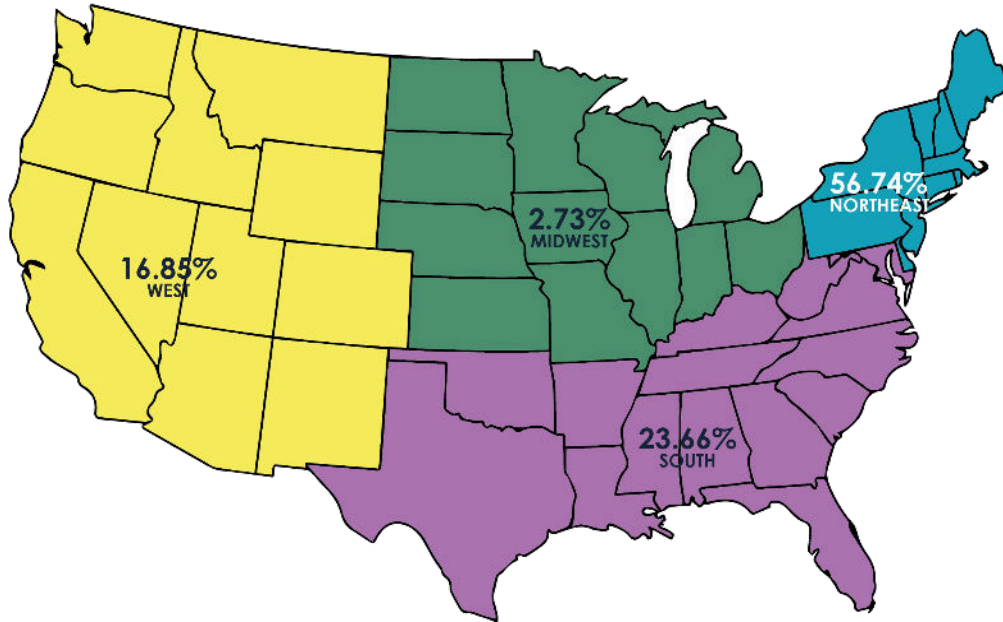 56.74%
NORTHEAST
2.73%
MIDWEST
16.85%
WEST
23.66%
SOUTH